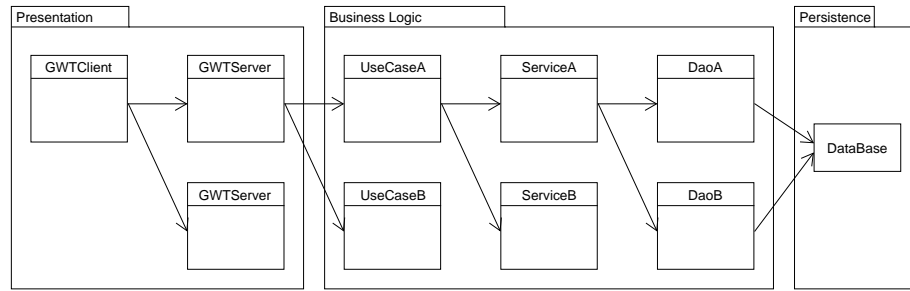 Presentation
Business Logic
Persistence
GWTClient
GWTServer
UseCaseA
ServiceA
DaoA
DataBase
GWTServer
UseCaseB
ServiceB
DaoB